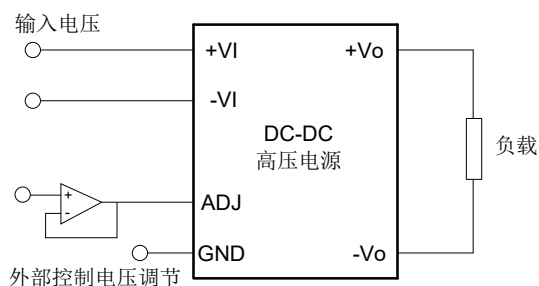 输入电压
+VI
+Vo
-VI
DC-DC
高压电源
负载
+
-
ADJ
GND
-Vo
外部控制电压调节